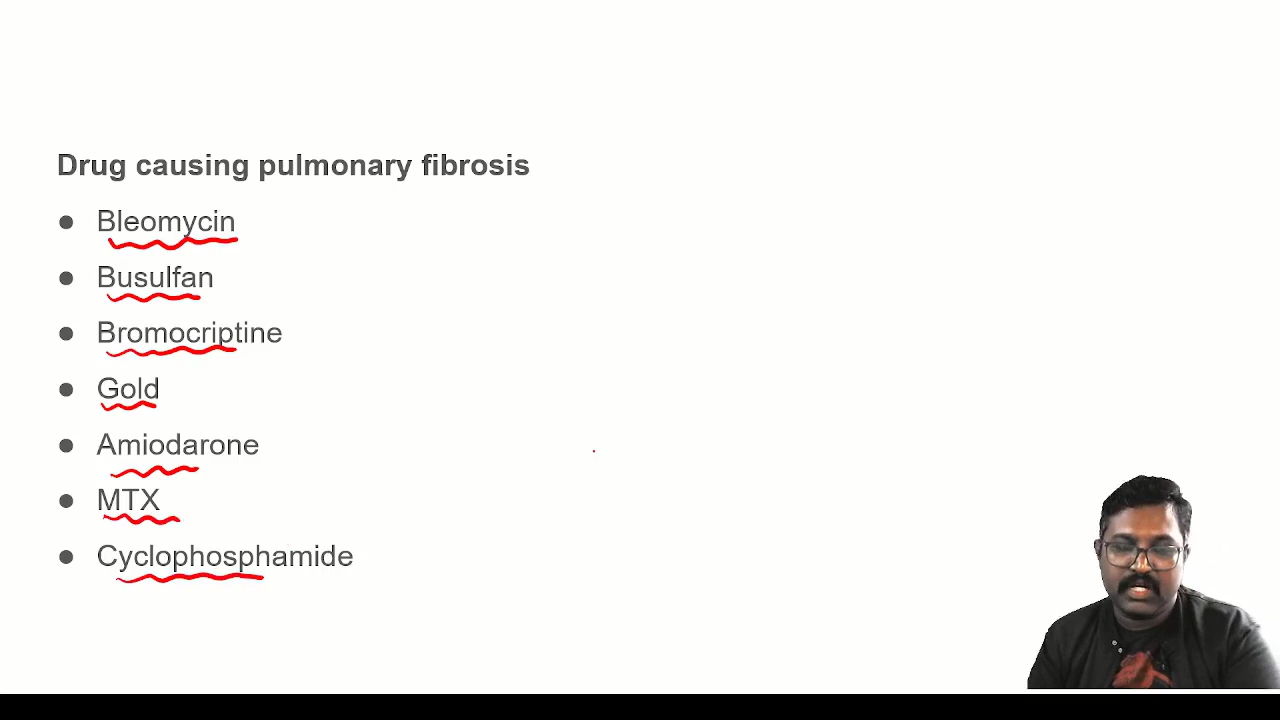 Drug causing pulmonary fibrosis
● Bleomycin
● Busulfan
● Bromocriptine
● Gold
● Amiodarone
● MTX
● Cyclophosphamide